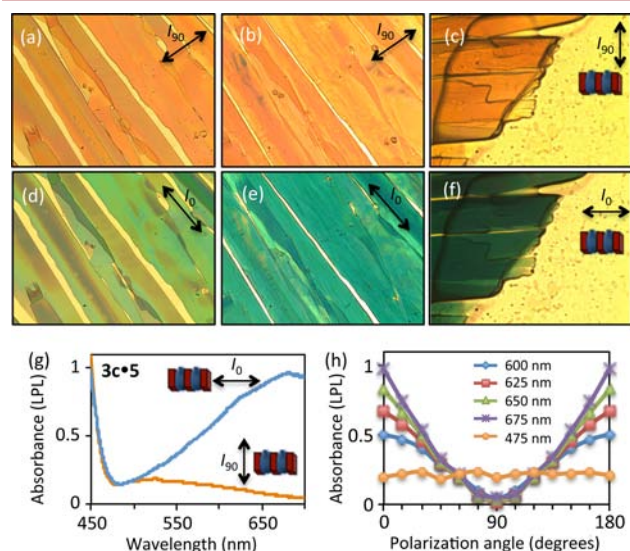 (a)
I90
(b)
I90
(c)
I90
(d)
I0
(e)
I0
(f)
I0
(g)
3c•5
I0
I90
Absorbance (LPL)
1
0.5
0
450
550
650
Wavelength (nm)
(h)
600 nm
625 nm
650 nm
675 nm
475 nm
Absorbance (LPL)
1
0.5
0
0
90
180
Polarization angle (degrees)